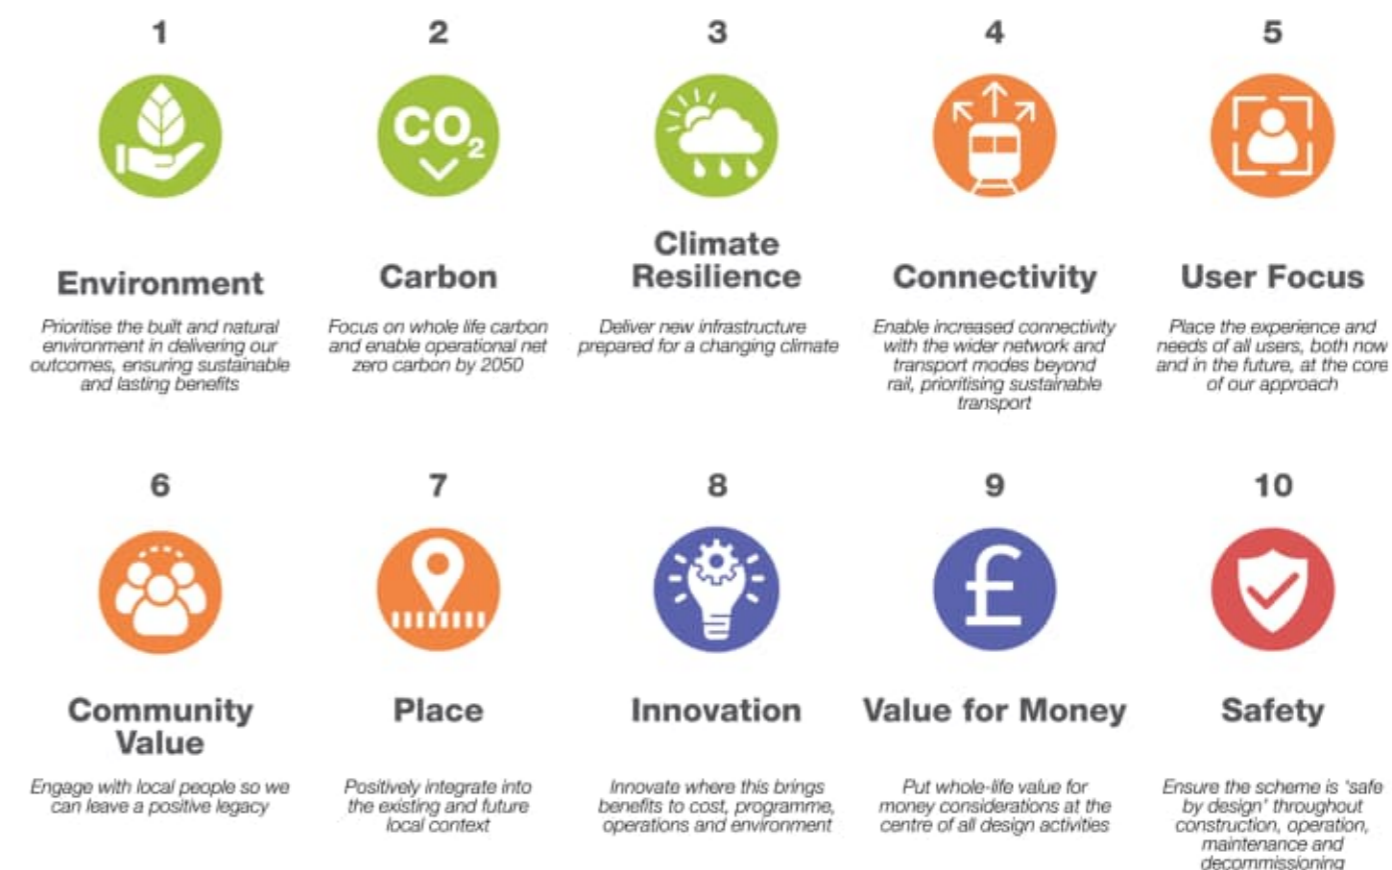 1
2
3
4
5
CO2
Environment
Carbon
Climate
Resilience
Connectivity
User Focus
Prioritise the built and natural
environment in delivering our
outcomes, ensuring sustainable
and lasting benefits
Focus on whole life carbon
and enable operational net
zero carbon by 2050
Deliver new infrastructure
prepared for a changing climate
Enable increased connectivity
with the wider network and
transport modes beyond
rail, prioritising sustainable
transport
Place the experience and
needs of all users, both now
and in the future, at the core
of our approach
6
7
8
9
10
£
Community
Value
Place
Innovation
Value for Money
Safety
Engage with local people so we
can leave a positive legacy
Positively integrate into
the existing and future
local context
Innovate where this brings
benefits to cost, programme,
operations and environment
Put whole-life value for
money considerations at the
centre of all design activities
Ensure the scheme is 'safe
by design' throughout
construction, operation,
maintenance and
decommissioning